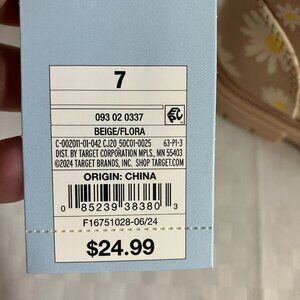 7
093 02 0337
BEIGE/FLORA
C-002011-01-042 CJ20 50C01-0025 63-P1-3
DIST. BY TARGET CORPORATION MPLS., MN 55403
©2024 TARGET BRANDS, INC. SHOP TARGET.COM
ORIGIN: CHINA
0 85239 38380 3
F16751028-06/24
$24.99